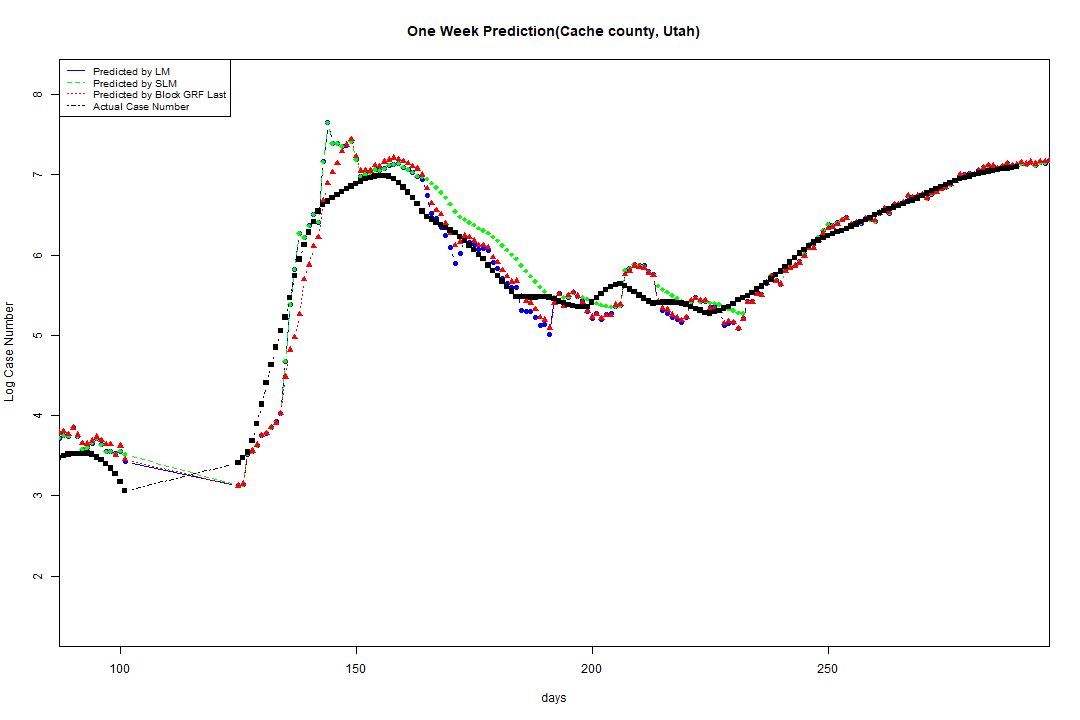 One Week Prediction(Cache county, Utah)
Predicted by LM
Predicted by SLM
Predicted by Block GRF Last
Actual Case Number
8
7
6
5
4
3
2
Log Case Number
100 150 200 250
days